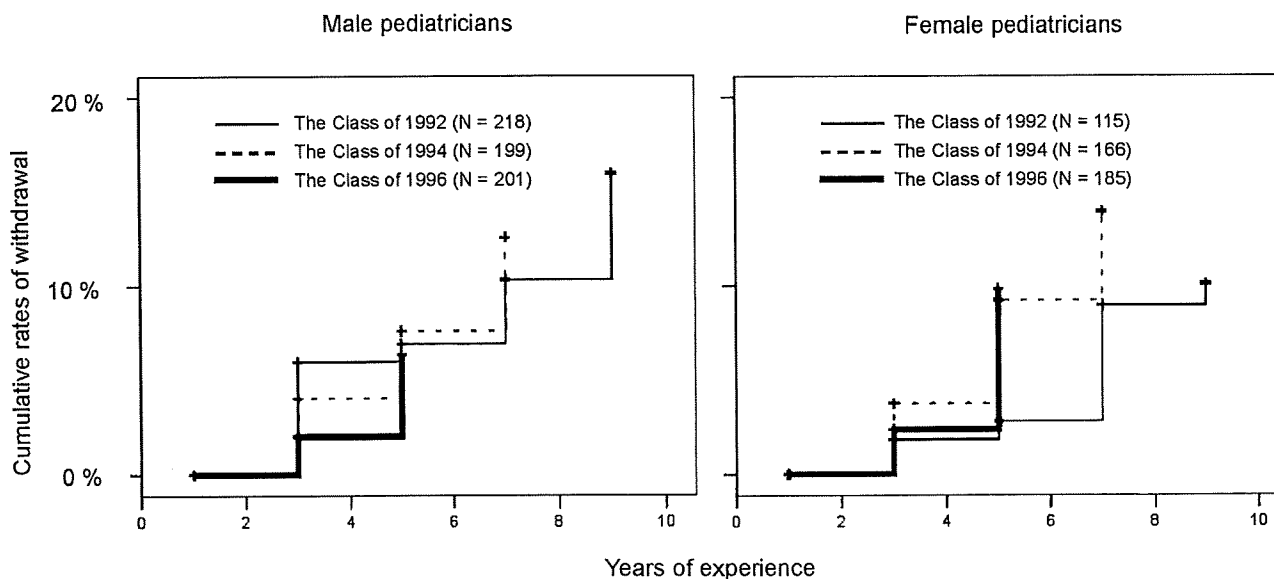 Male pediatricians
Female pediatricians
Cumulative rates of withdrawal
20 %
10 %
0 %
The Class of 1992 (N = 218)
The Class of 1994 (N = 199)
The Class of 1996 (N = 201)
0 2 4 6 8 10
The Class of 1992 (N = 115)
The Class of 1994 (N = 166)
The Class of 1996 (N = 185)
0 2 4 6 8 10
Years of experience